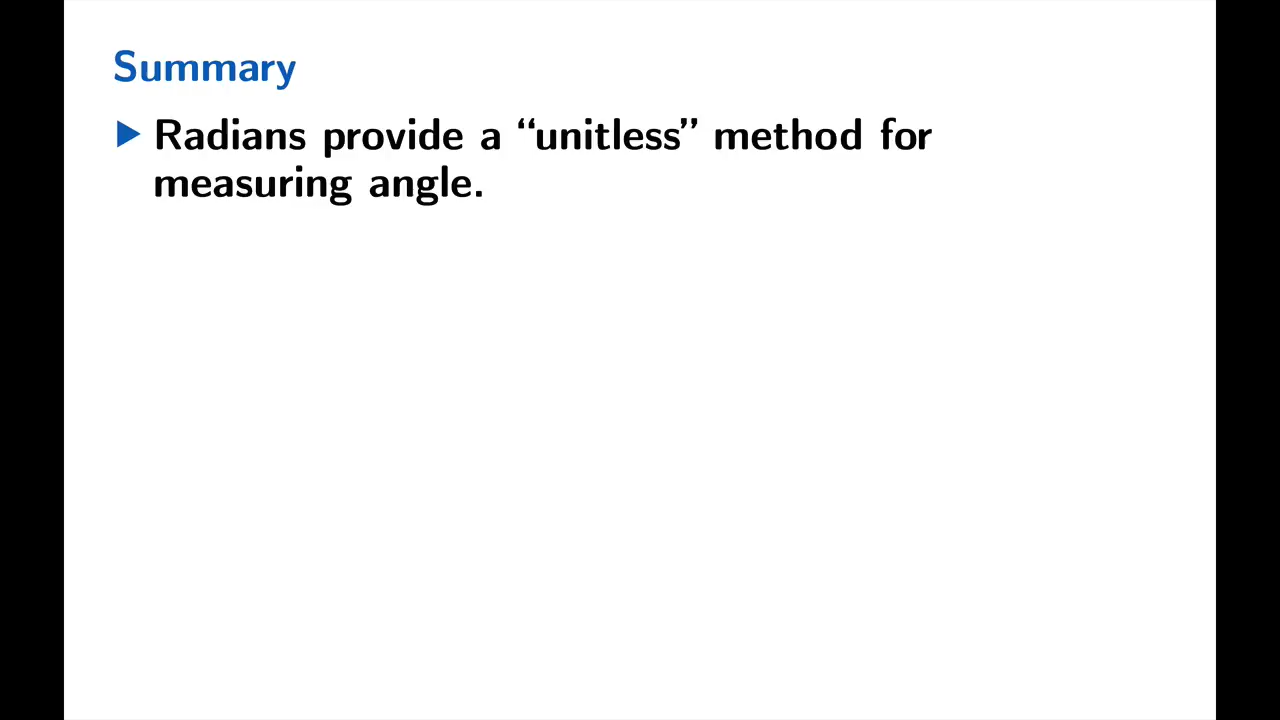 Summary
Radians provide a “unitless” method for
measuring angle.